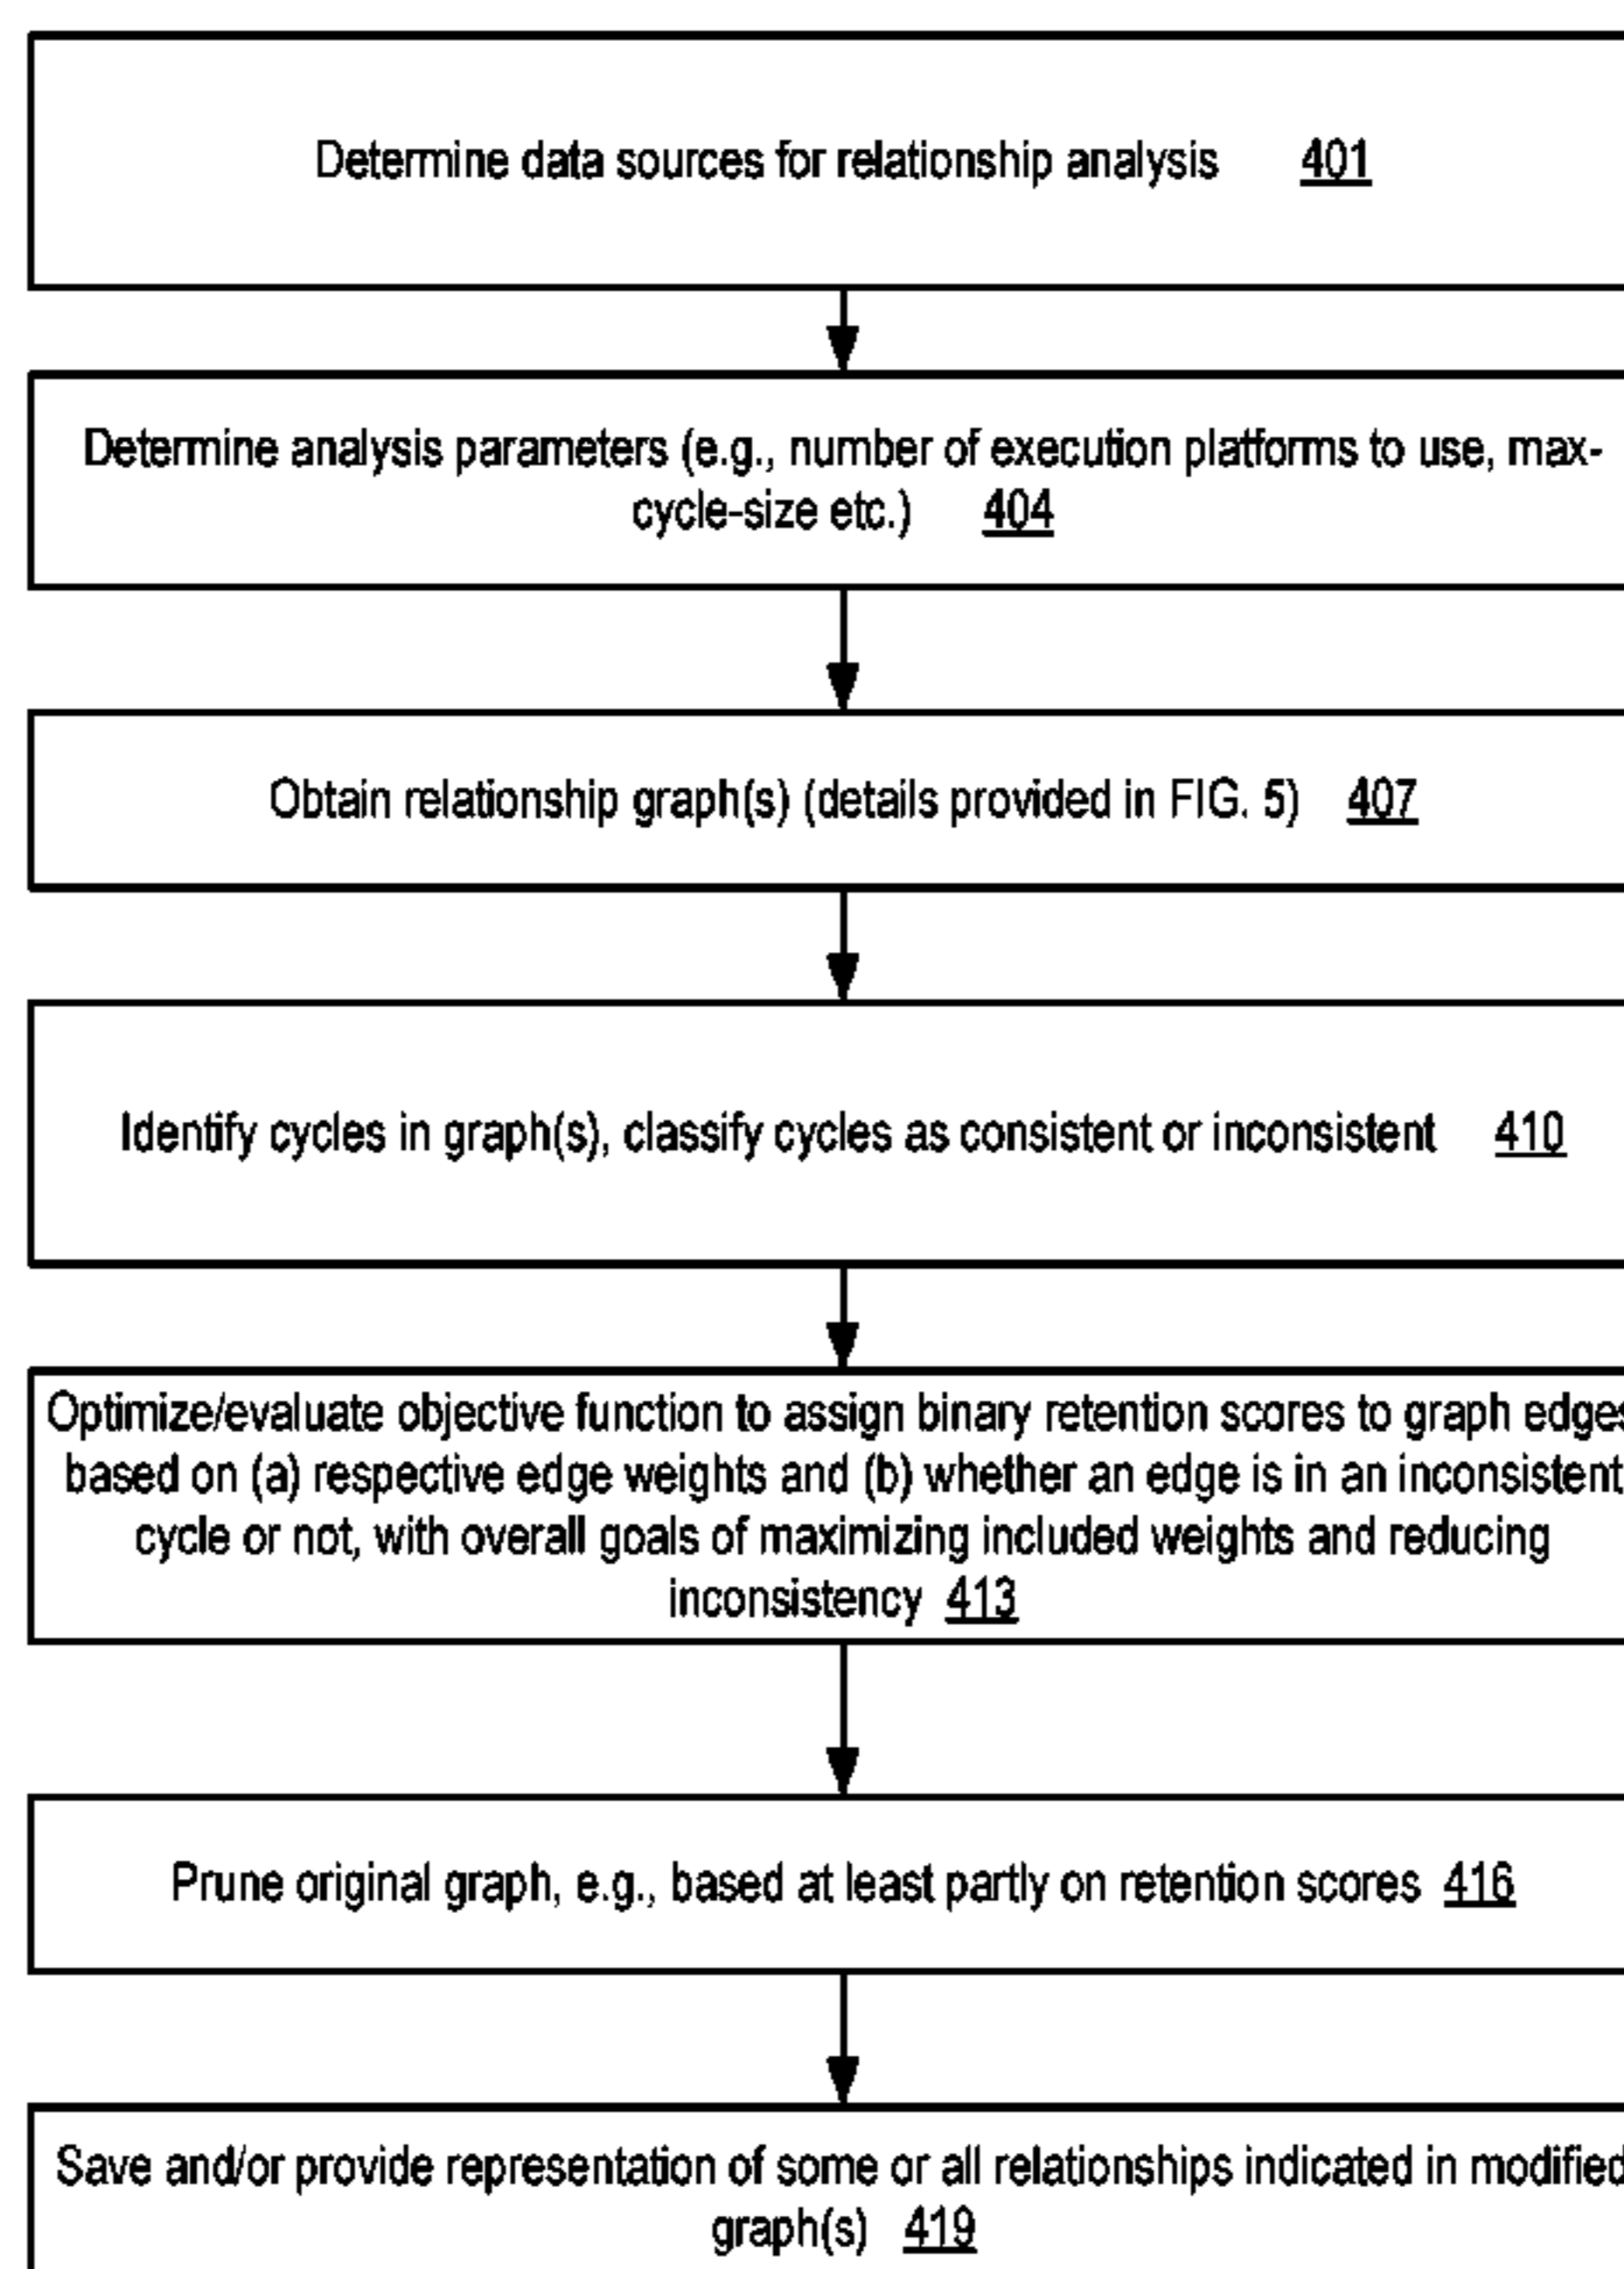 Determine data sources for relationship analysis 401
Determine analysis parameters (e.g., number of execution platforms to use, max-
cycle-size etc.) 404
Obtain relationship graph(s) (details provided in FIG. 5) 407
Identify cycles in graph(s), classify cycles as consistent or inconsistent 410
Optimize/evaluate objective function to assign binary retention scores to graph edges
based on (a) respective edge weights and (b) whether an edge is in an inconsistent
cycle or not, with overall goals of maximizing included weights and reducing
inconsistency 413
Prune original graph, e.g., based at least partly on retention scores 416
Save and/or provide representation of some or all relationships indicated in modified
graph(s) 419